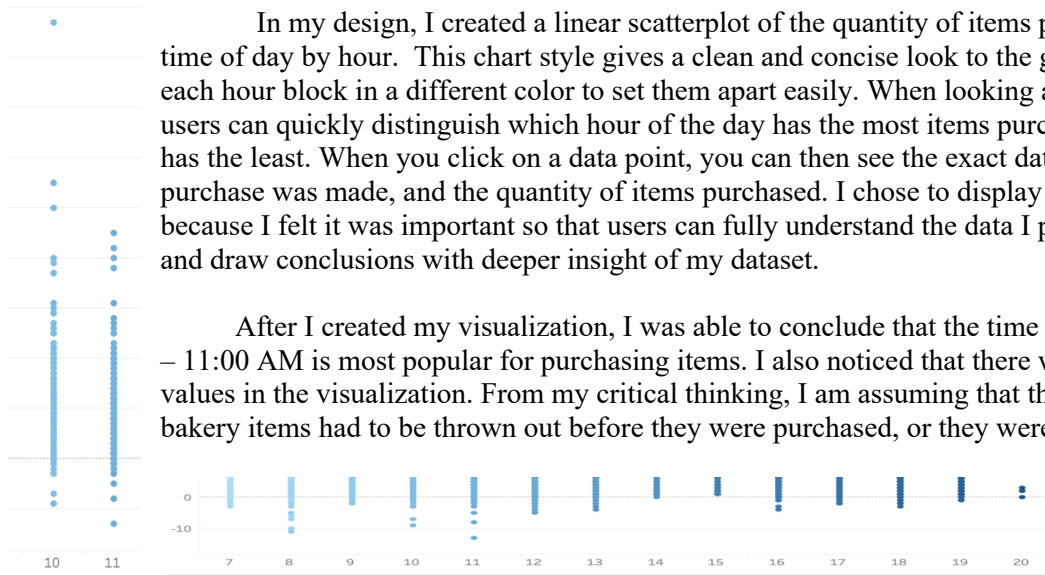 In my design, I created a linear scatterplot of the quantity of items
time of day by hour. This chart style gives a clean and concise look to the
each hour block in a different color to set them apart easily. When looking
users can quickly distinguish which hour of the day has the most items
has the least. When you click on a data point, you can then see the exact
purchase was made, and the quantity of items purchased. I chose to display
because I felt it was important so that users can fully understand the data I
and draw conclusions with deeper insight of my dataset.
After I created my visualization, I was able to conclude that the time
– 11:00 AM is most popular for purchasing items. I also noticed that there
values in the visualization. From my critical thinking, I am assuming that
bakery items had to be thrown out before they were purchased, or they were
0
-10
10 11
7 8 9 10 11 12 13 14 15 16 17 18 19 20